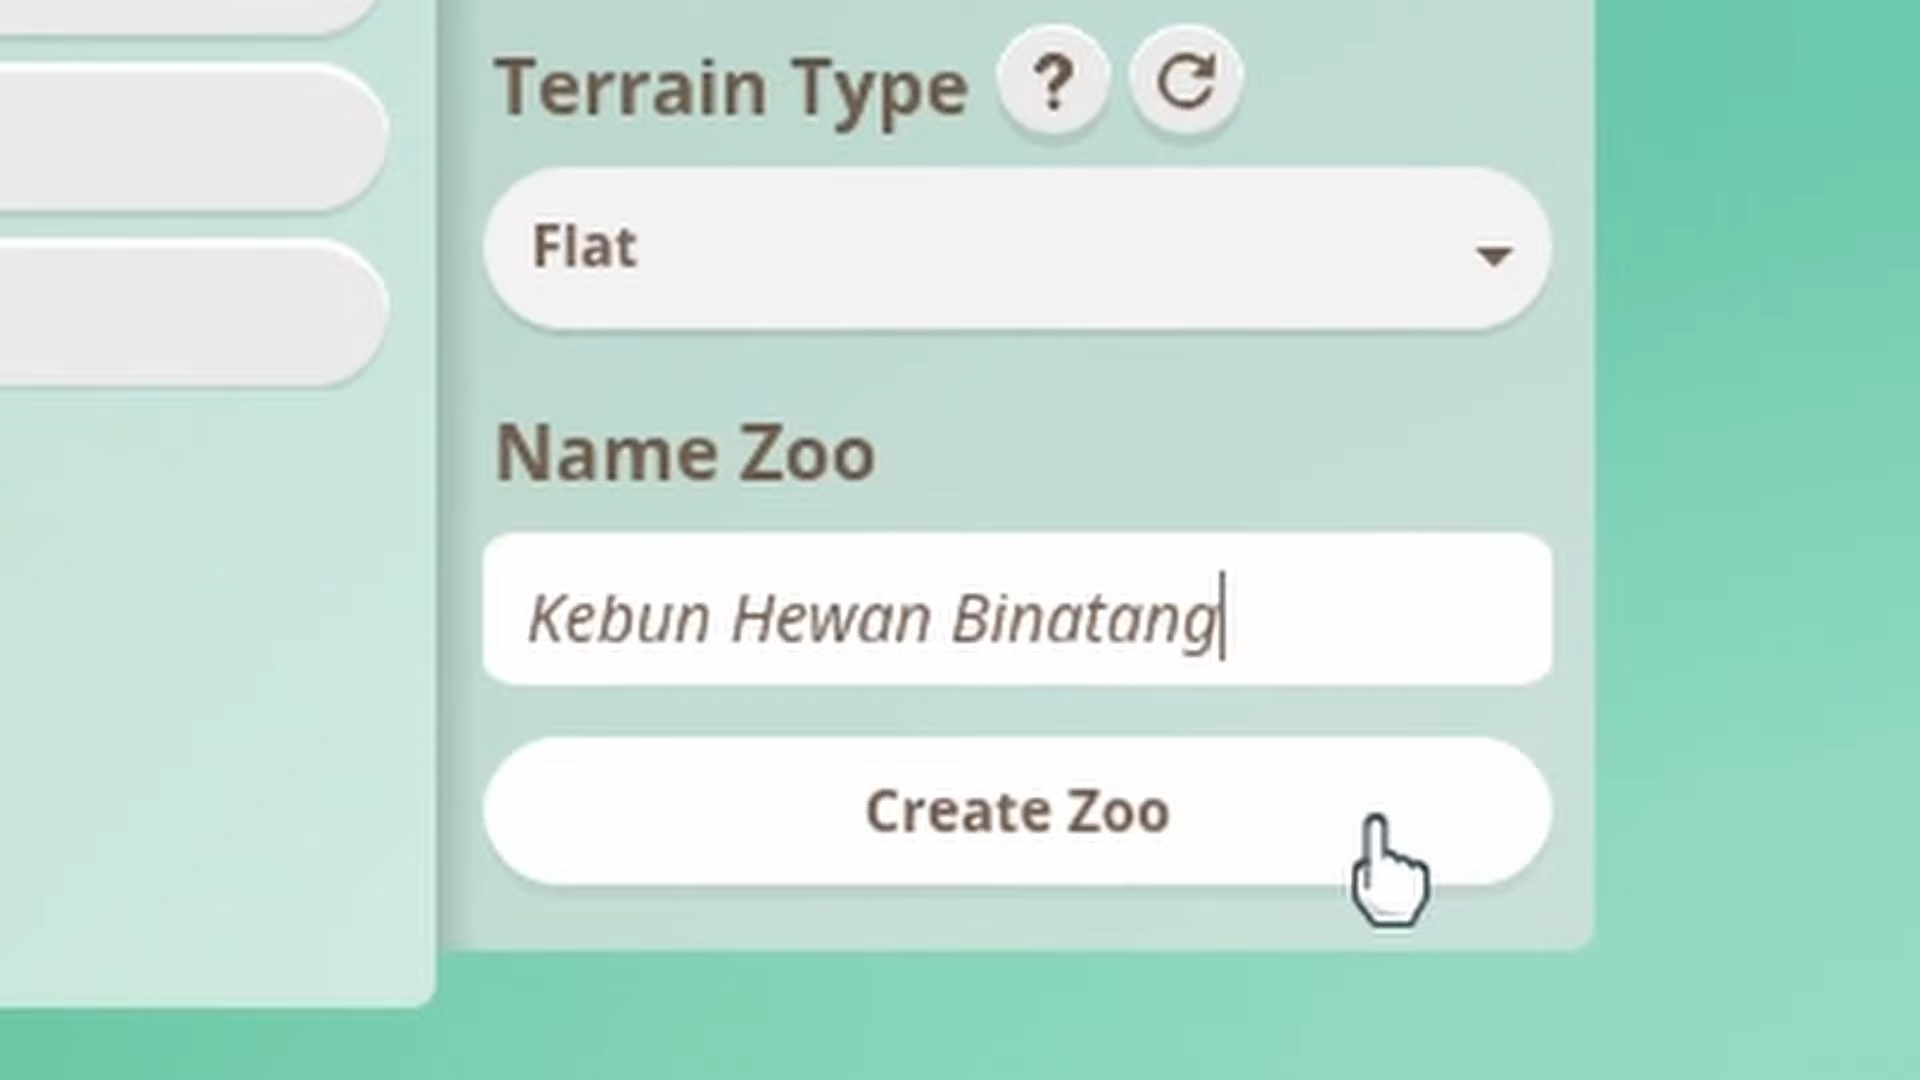 Terrain Type ?
Flat
Name Zoo
Kebun Hewan Binatang
Create Zoo